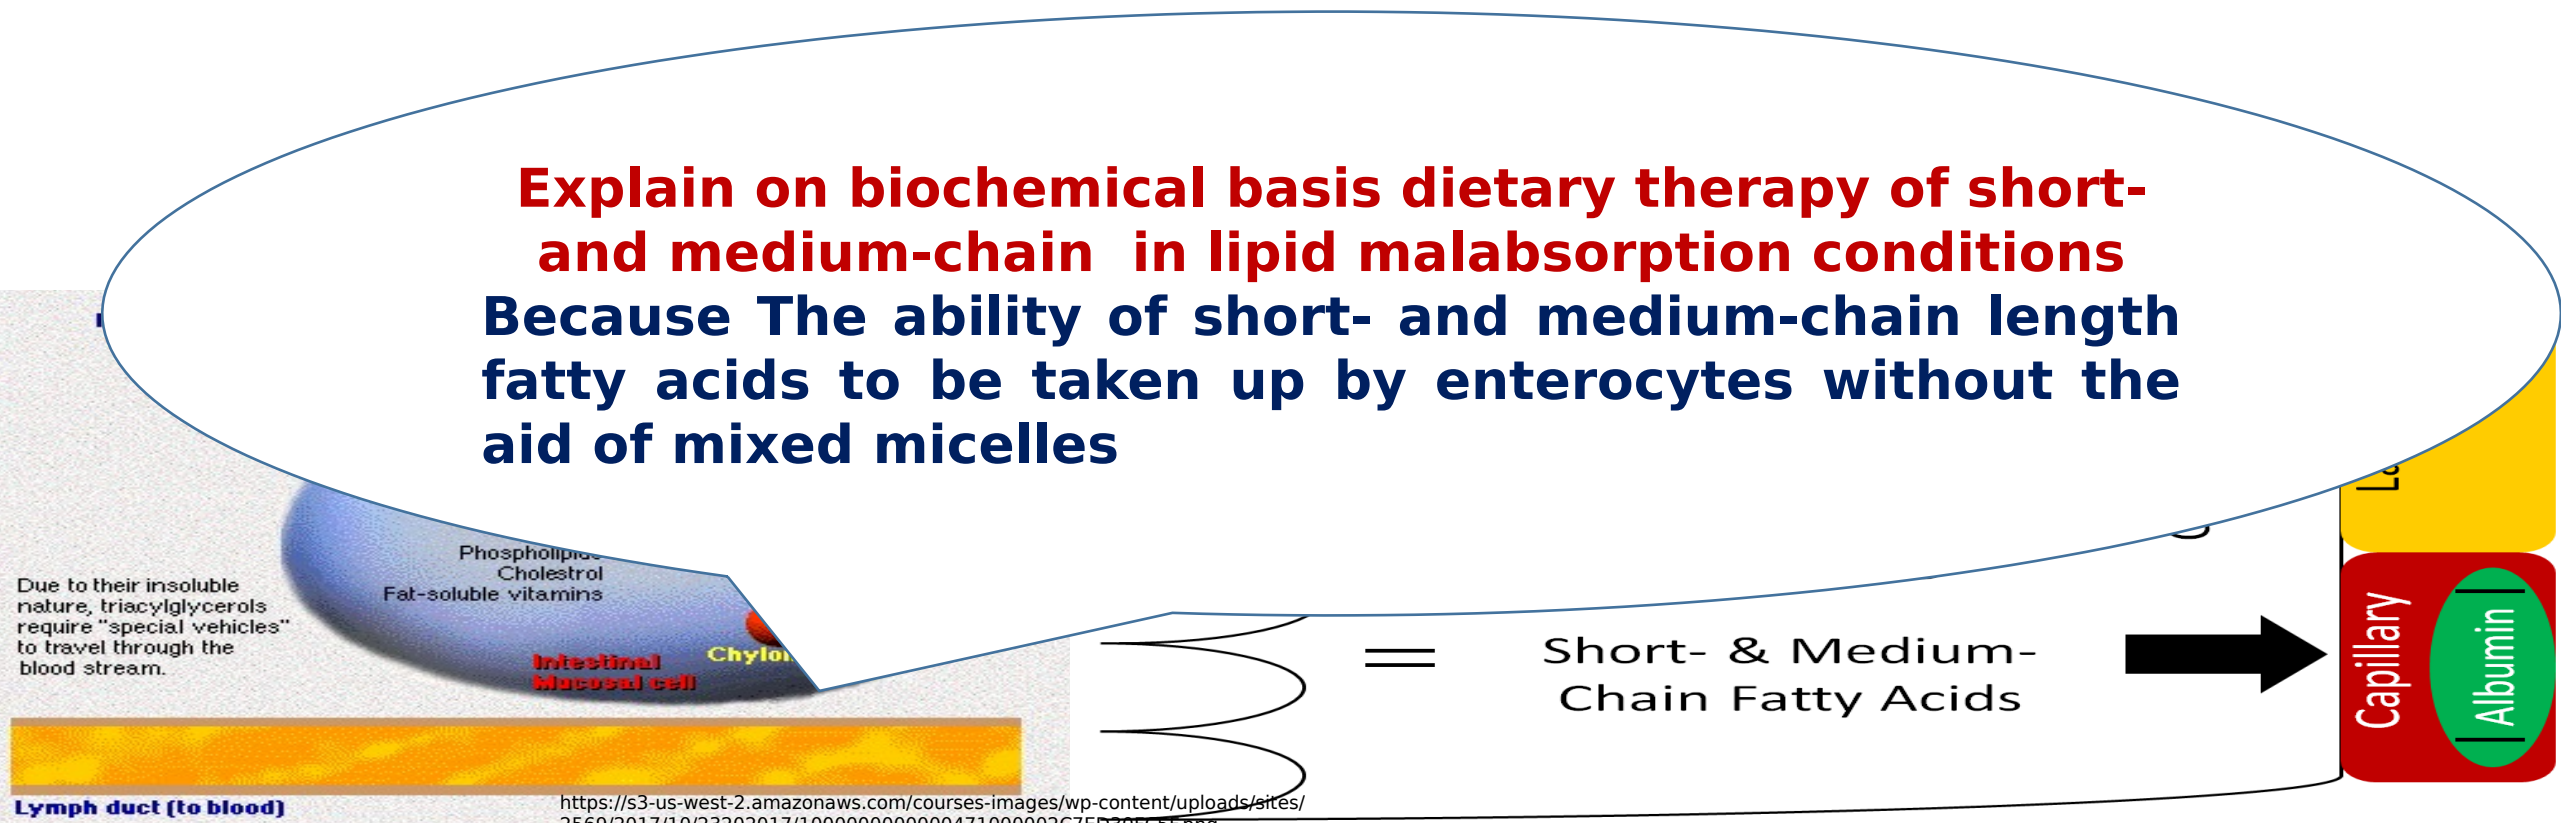 Explain on biochemical basis dietary therapy of short-
and medium-chain in lipid malabsorption conditions
Because The ability of short- and medium-chain length
fatty acids to be taken up by enterocytes without the
aid of mixed micelles
Phospholipids
Cholestrol
Fat-soluble vitamins
Due to their insoluble
nature, triacylglycerols
require "special vehicles"
to travel through the
blood stream.
Intestinal
Mucosal cell
Short- & Medium-
Chain Fatty Acids
Capillary
Albumin
Lymph duct (to blood)
https://s3-us-west-2.amazonaws.com/courses-images/wp-content/uploads/sites/